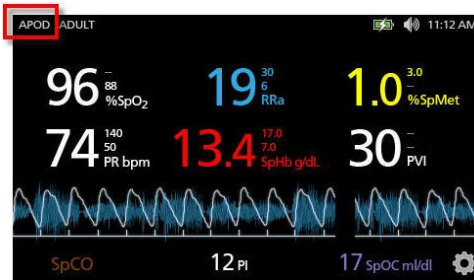 APOD ADULT 11:12 AM
96 – 88 %SpO₂ 19 30 6 RRa 1.0 3.0 – %SpMet
74 140 50 PR bpm 13.4 17.0 7.0 SpHb g/dL 30 – – PVI
SpCO 12 PI 17 SpOC ml/dl